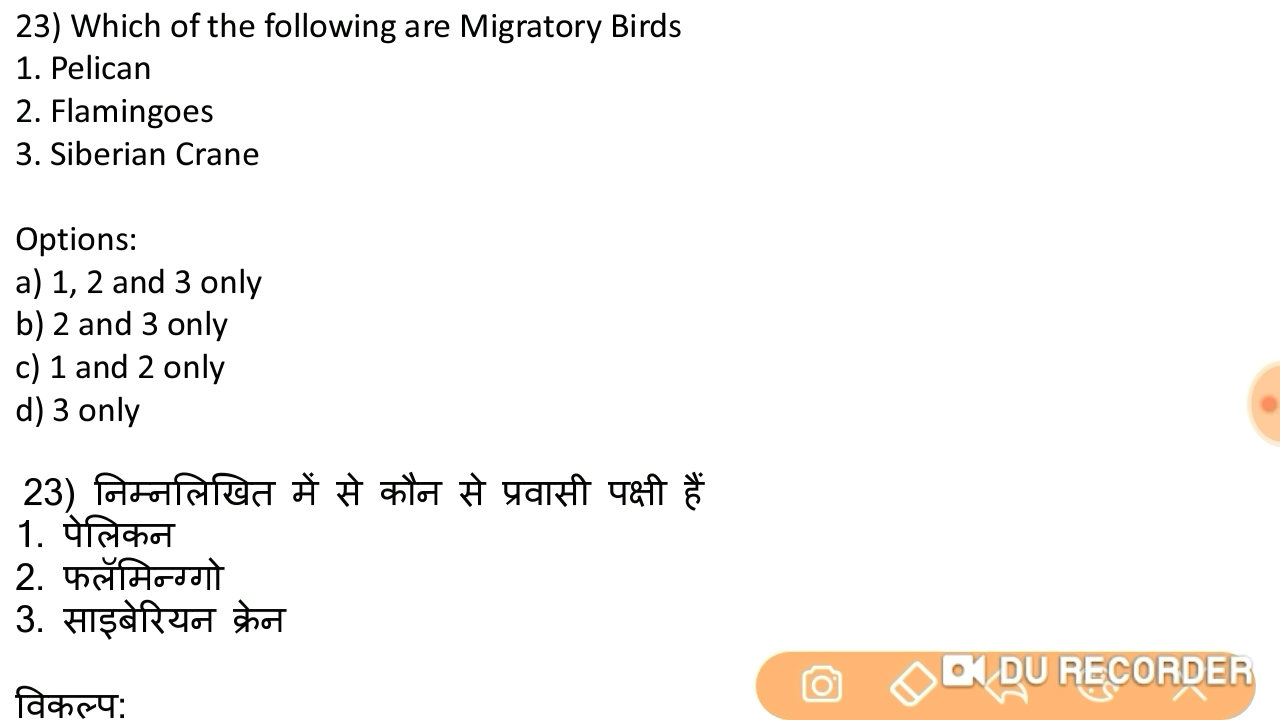 23) Which of the following are Migratory Birds
1. Pelican
2. Flamingoes
3. Siberian Crane
Options:
a) 1, 2 and 3 only
b) 2 and 3 only
c) 1 and 2 only
d) 3 only
23) निम्नलिखित में से कौन से प्रवासी पक्षी हैं
1. पेलिकन
2. फलॅमिन्ग्गो
3. साइबेरियन क्रेन
विकल्प:
DU RECORDER